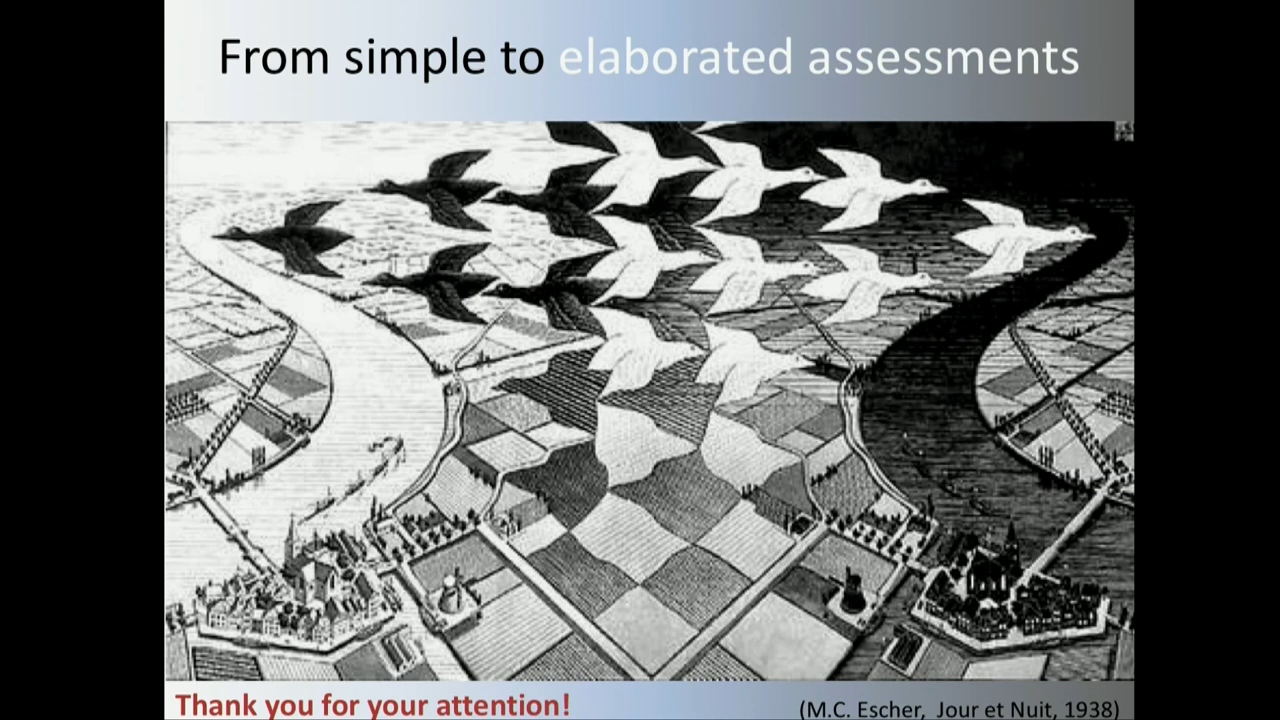 From simple to elaborated assessments
Thank you for your attention!
(M.C. Escher, Jour et Nuit, 1938)